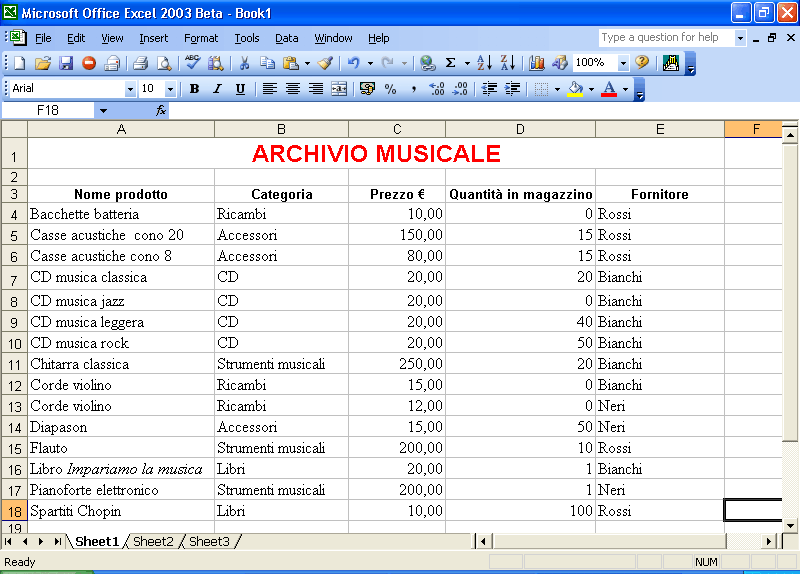 Microsoft Office Excel 2003 Beta - Book1
File Edit View Insert Format Tools Data Window Help Type a question for help
Σ 100%
Arial 10 B I U % ,
F18 fx
A B C D E F
1 ARCHIVIO MUSICALE
2
3 Nome prodotto Categoria Prezzo € Quantità in magazzino Fornitore
4 Bacchette batteria Ricambi 10,00 0 Rossi
5 Casse acustiche cono 20 Accessori 150,00 15 Rossi
6 Casse acustiche cono 8 Accessori 80,00 15 Rossi
7 CD musica classica CD 20,00 20 Bianchi
8 CD musica jazz CD 20,00 0 Bianchi
9 CD musica leggera CD 20,00 40 Bianchi
10 CD musica rock CD 20,00 50 Bianchi
11 Chitarra classica Strumenti musicali 250,00 20 Bianchi
12 Corde violino Ricambi 15,00 0 Bianchi
13 Corde violino Ricambi 12,00 0 Neri
14 Diapason Accessori 15,00 50 Neri
15 Flauto Strumenti musicali 200,00 10 Rossi
16 Libro Impariamo la musica Libri 20,00 1 Bianchi
17 Pianoforte elettronico Strumenti musicali 200,00 1 Neri
18 Spartiti Chopin Libri 10,00 100 Rossi
19
Sheet1 Sheet2 Sheet3
Ready NUM